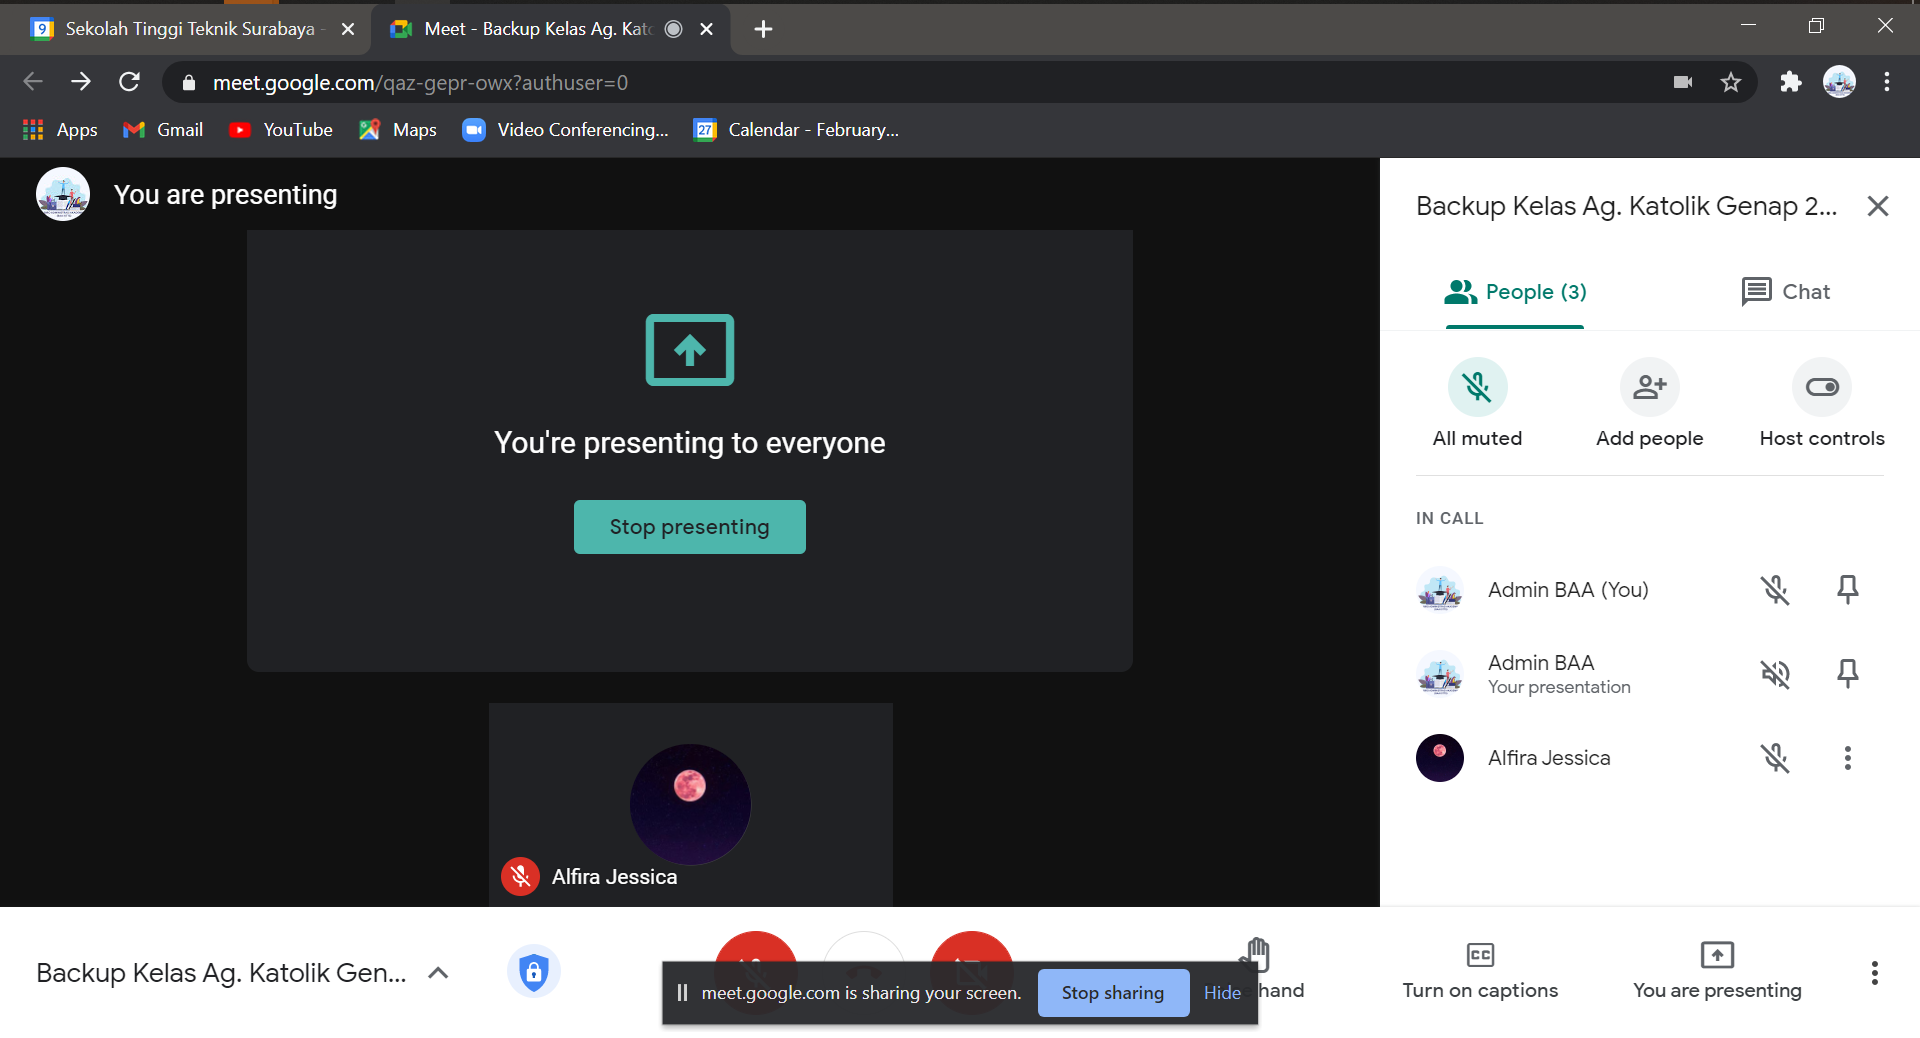 Sekolah Tinggi Teknik Surabaya -
Meet - Backup Kelas Ag. Kato
meet.google.com/qaz-gepr-owx?authuser=0
Apps
Gmail
YouTube
Maps
Video Conferencing...
27
Calendar - February...
You are presenting
You're presenting to everyone
Stop presenting
Alfira Jessica
Backup Kelas Ag. Katolik Genap 2...
People (3)
Chat
All muted
Add people
Host controls
IN CALL
Admin BAA (You)
Admin BAA
Your presentation
Alfira Jessica
Backup Kelas Ag. Katolik Gen...
meet.google.com is sharing your screen.
Stop sharing
Hide
hand
CC
Turn on captions
You are presenting